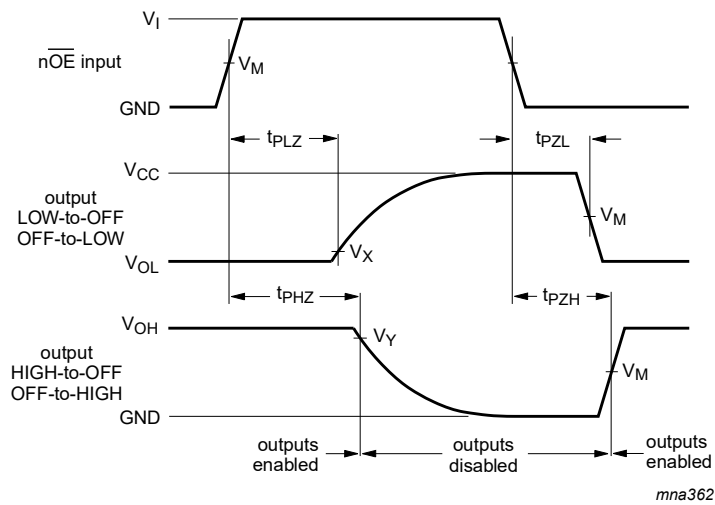 V_I
nO̅E̅ input
V_M
GND
t_PLZ
t_PZL
V_CC
output
LOW-to-OFF
OFF-to-LOW
V_M
V_X
V_OL
t_PHZ
t_PZH
V_OH
V_Y
output
HIGH-to-OFF
OFF-to-HIGH
V_M
GND
outputs
enabled
outputs
disabled
outputs
enabled
mna362